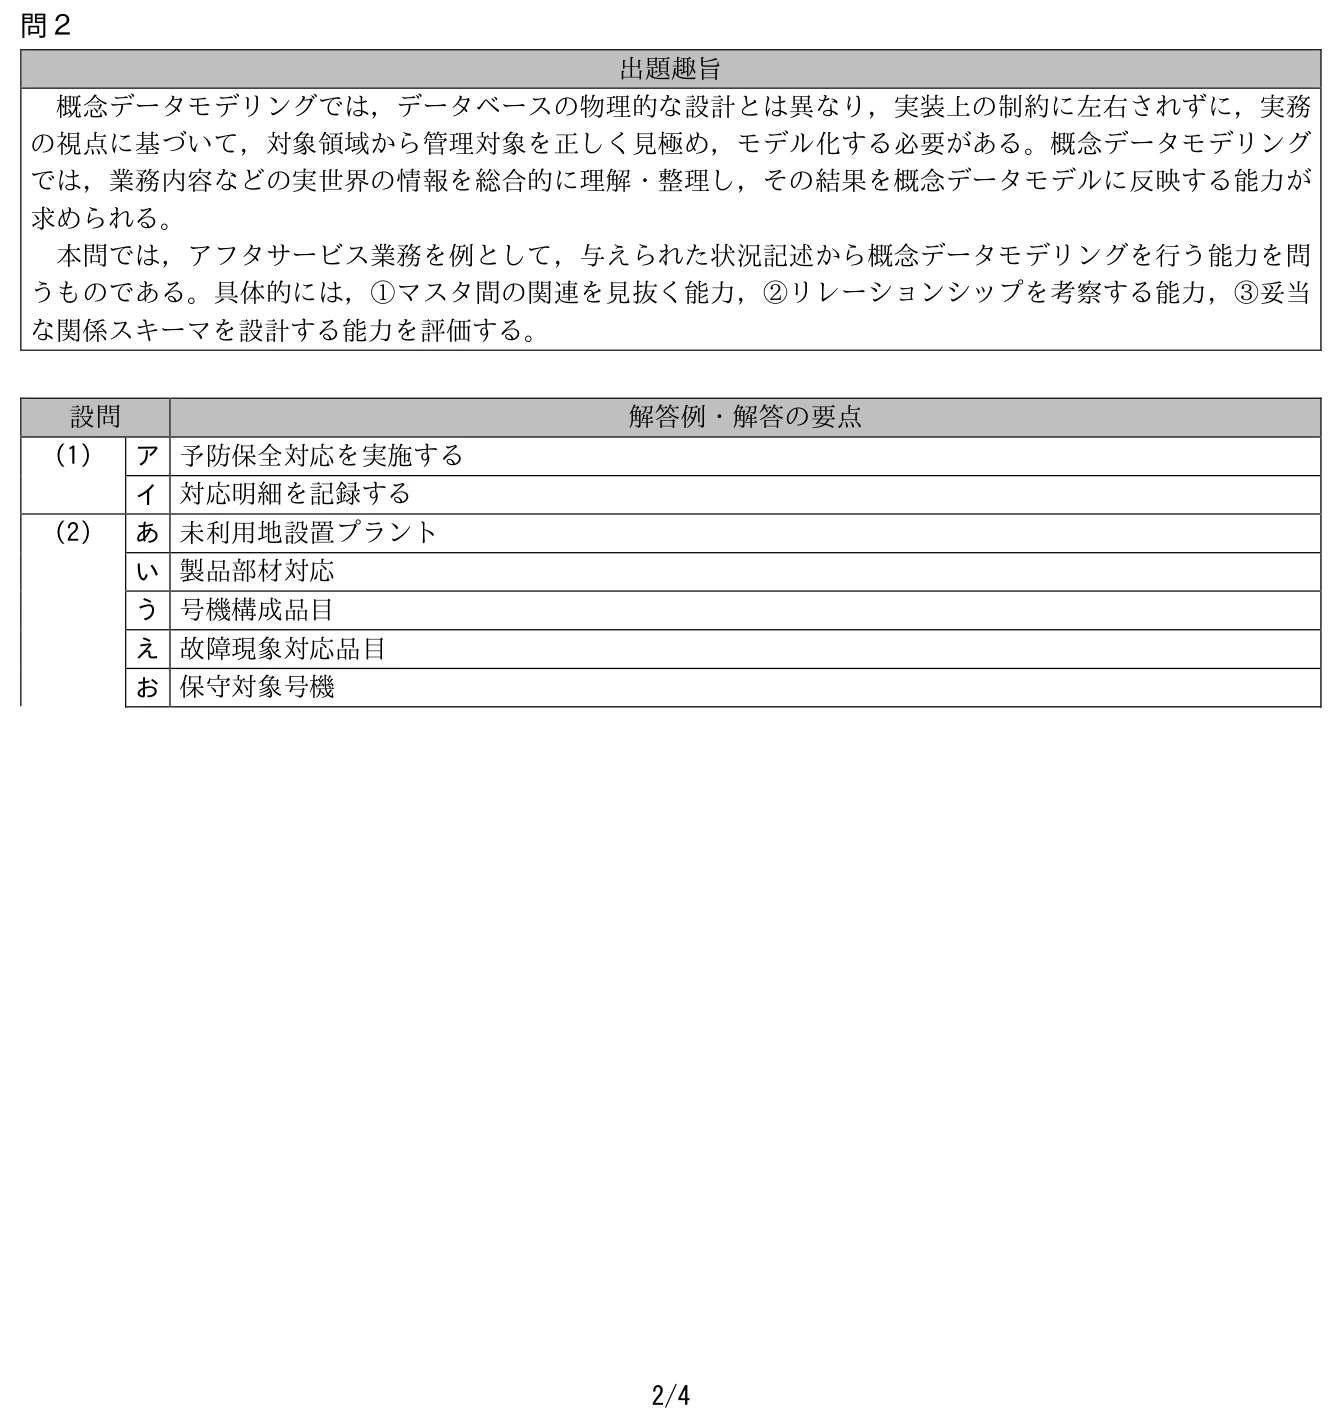 問２
出題趣旨
概念データモデリングでは，データベースの物理的な設計とは異なり，実装上の制約に左右されずに，実務
の視点に基づいて，対象領域から管理対象を正しく見極め，モデル化する必要がある。概念データモデリング
では，業務内容などの実世界の情報を総合的に理解・整理し，その結果を概念データモデルに反映する能力が
求められる。
本問では，アフタサービス業務を例として，与えられた状況記述から概念データモデリングを行う能力を問
うものである。具体的には，①マスタ間の関連を見抜く能力，②リレーションシップを考察する能力，③妥当
な関係スキーマを設計する能力を評価する。
設問 解答例・解答の要点
(1) ア 予防保全対応を実施する
イ 対応明細を記録する
(2) あ 未利用地設置プラント
い 製品部材対応
う 号機構成品目
え 故障現象対応品目
お 保守対象号機
2/4